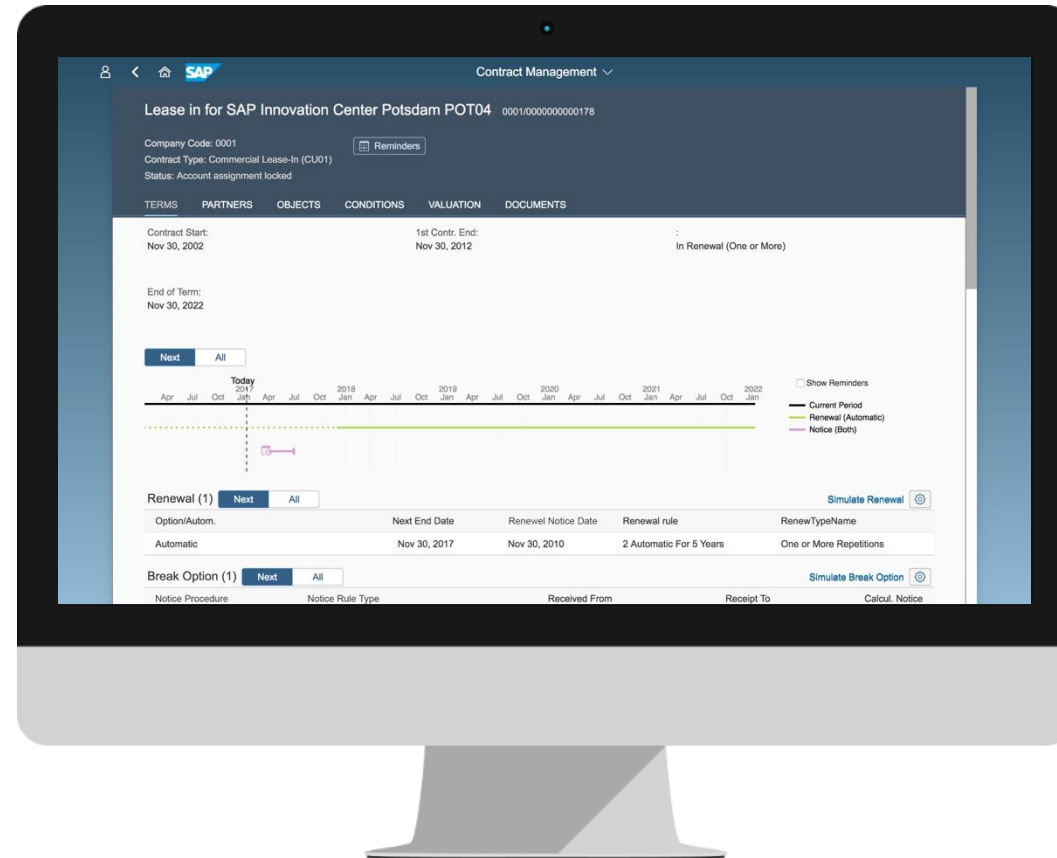 SAP Contract Management
Lease in for SAP Innovation Center Potsdam POT04 0001/0000000000178
Company Code: 0001
Reminders
Contract Type: Commercial Lease-In (CU01)
Status: Account assignment locked
TERMS PARTNERS OBJECTS CONDITIONS VALUATION DOCUMENTS
Contract Start: 1st Contr. End: :
Nov 30, 2002 Nov 30, 2012 In Renewal (One or More)
End of Term:
Nov 30, 2022
Next All
Today
2017 2018 2019 2020 2021 2022
Apr Jul Oct Jan Apr Jul Oct Jan Apr Jul Oct Jan Apr Jul Oct Jan Apr Jul Oct Jan Apr Jul Oct Jan
Show Reminders
Current Period
Renewal (Automatic)
Notice (Both)
Renewal (1) Next All Simulate Renewal
Option/Autom. Next End Date Renewel Notice Date Renewal rule RenewTypeName
Automatic Nov 30, 2017 Nov 30, 2010 2 Automatic For 5 Years One or More Repetitions
Break Option (1) Next All Simulate Break Option
Notice Procedure Notice Rule Type Received From Receipt To Calcul. Notice